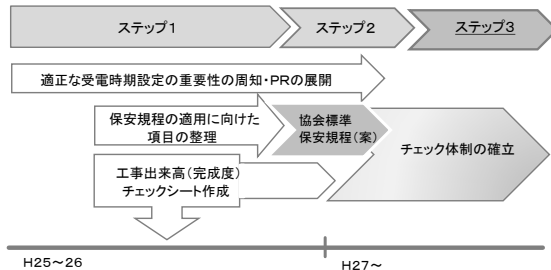 ステップ1
ステップ2
ステップ3
適正な受電時期設定の重要性の周知・PRの展開
保安規程の適用に向けた
項目の整理
協会標準
保安規程(案)
チェック体制の確立
工事出来高(完成度)
チェックシート作成
H25～26
H27～